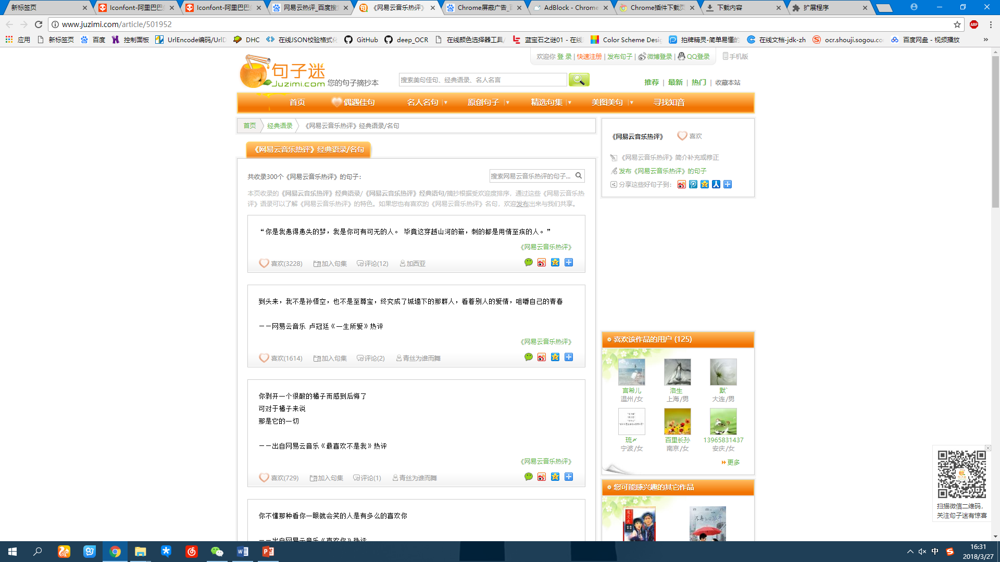 新标签页
Iconfont-阿里巴巴
Iconfont-阿里巴巴
网易云热评_百度搜
《网易云音乐热评》
Chrome屏蔽广告_百
AdBlock - Chrome
Chrome插件下载页
下载内容
扩展程序
www.juzimi.com/article/501952
ABP
应用
新标签页
百度
控制面板
UrlEncode编码/UrlD
DHC
在线JSON校验格式化
GitHub
deep_OCR
在线颜色选择器工具/
蓝宝石之谜01 - 在线
Color Scheme Desig
拍牌精灵-简单易懂的
在线文档-jdk-zh
ocr.shouji.sogou.co
百度网盘 - 视频播放
»
句子迷
Juzimi.com
您的句子摘抄本
欢迎你 登 录 | 快速注册 | 发布句子 | 微博登录 | QQ登录
手机版
搜索美句佳句、经典语录、名人名言
推荐 | 最新 | 热门 | 收藏本站
首页
偶遇佳句
名人名句
原创句子
精选句集
美图美句
寻找知音
首页
经典语录
《网易云音乐热评》经典语录/名句
《网易云音乐热评》经典语录/名句
共收录300个《网易云音乐热评》的句子:
搜索网易云音乐热评的句子...
本页收录的《网易云音乐热评》经典语录/《网易云音乐热评》经典语句/摘抄根据受欢迎度排序，通过这些《网易云音乐热
评》语录可以了解《网易云音乐热评》的特色。如果您也有喜欢的《网易云音乐热评》名句，欢迎发布出来与我们共享。
“你是我患得患失的梦，我是你可有可无的人。 毕竟这穿越山河的箭，刺的都是用情至疾的人。”
《网易云音乐热评》
喜欢(3228)
加入句集
评论(12)
加西亚
到头来，我不是孙悟空，也不是至尊宝，终究成了城墙下的那群人，看着别人的爱情，咀嚼自己的青春
——网易云音乐 卢冠廷《一生所爱》热评
《网易云音乐热评》
喜欢(1614)
加入句集
评论(2)
青丝为谁而舞
你剥开一个很酸的橘子而感到后悔了
可对于橘子来说
那是它的一切
——出自网易云音乐《最喜欢不是我》热评
《网易云音乐热评》
喜欢(729)
加入句集
评论(1)
青丝为谁而舞
你不懂那种看你一眼就会笑的人是有多么的喜欢你
——出自网易云音乐《喜欢你》热评
《网易云音乐热评》
喜欢
《网易云音乐热评》简介补充或修正
发布《网易云音乐热评》的句子
分享这些好句子到：
喜欢该作品的用户 (125)
言希儿
温州/女
洛生
上海/男
默`
大连/男
琉〆
宁波/女
百里长孙
南京/女
13965831437
安庆/女
更多
您可能感兴趣的其它作品
扫描微信二维码，
关注句子迷有惊喜
中
16:31
2018/3/27